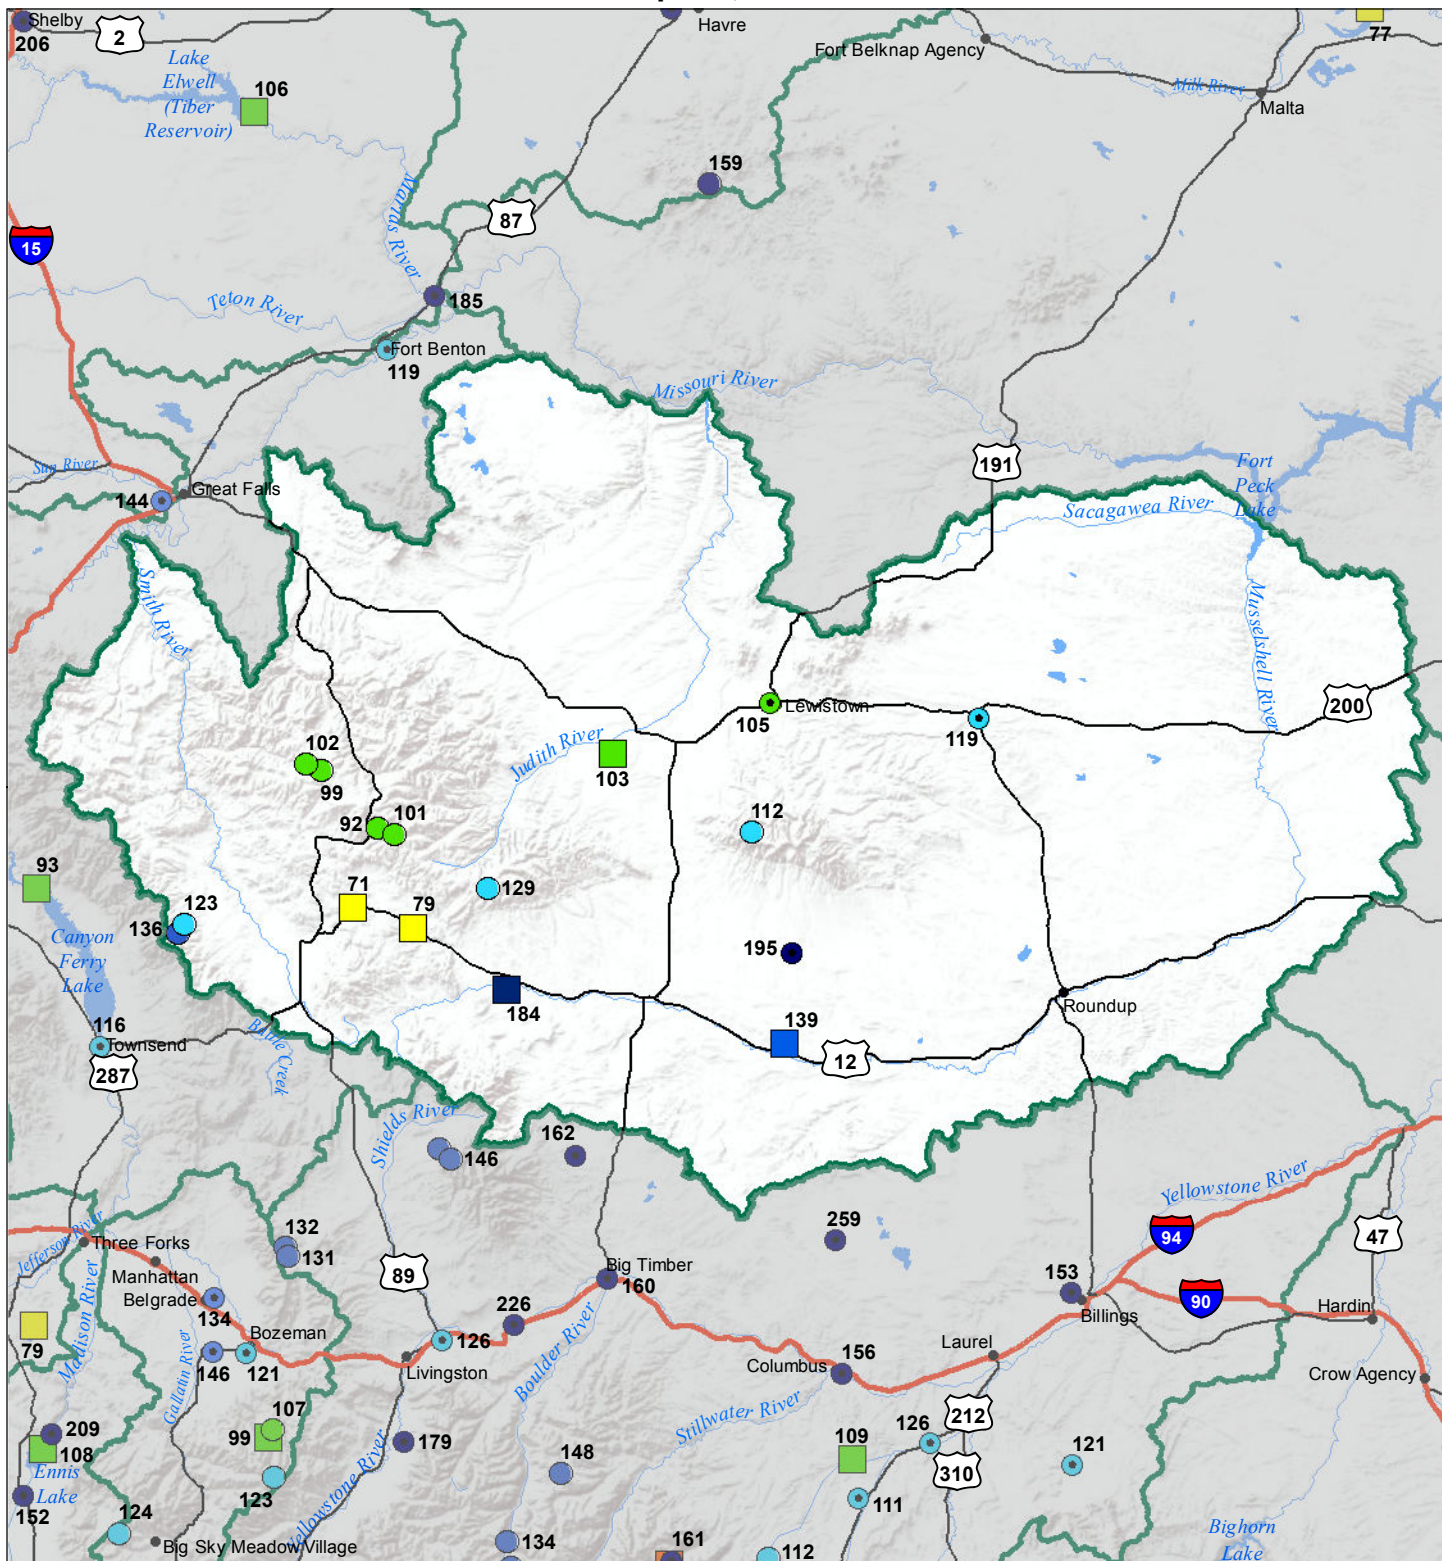 Shelby
206
2
Havre
Fort Belknap Agency
77
Lake
Elwell
(Tiber
Reservoir)
106
Milk River
Malta
159
Marias River
87
15
Teton River
185
Fort Benton
119
Missouri River
Sun River
Great Falls
144
191
Fort
Peck
Lake
Sacagawea River
Smith River
Musselshell River
200
Lewistown
105
119
102
99
Judith River
103
92
101
112
93
71
79
129
123
136
Canyon
Ferry
Lake
195
184
Roundup
116
Townsend
287
139
12
Shields River
162
146
Yellowstone River
259
94
47
132
131
Jefferson River
Three Forks
Manhattan
Belgrade
134
89
Big Timber
160
153
Billings
90
Hardin
79
Madison River
Bozeman
226
126
Boulder River
Laurel
Gallatin River
146
121
Livingston
Columbus
156
Crow Agency
107
99
209
108
Ennis
Lake
179
Stillwater River
212
126
109
310
121
148
123
152
124
Yellowstone River
111
Big Sky Meadow Village
134
161
112
Bighorn
Lake